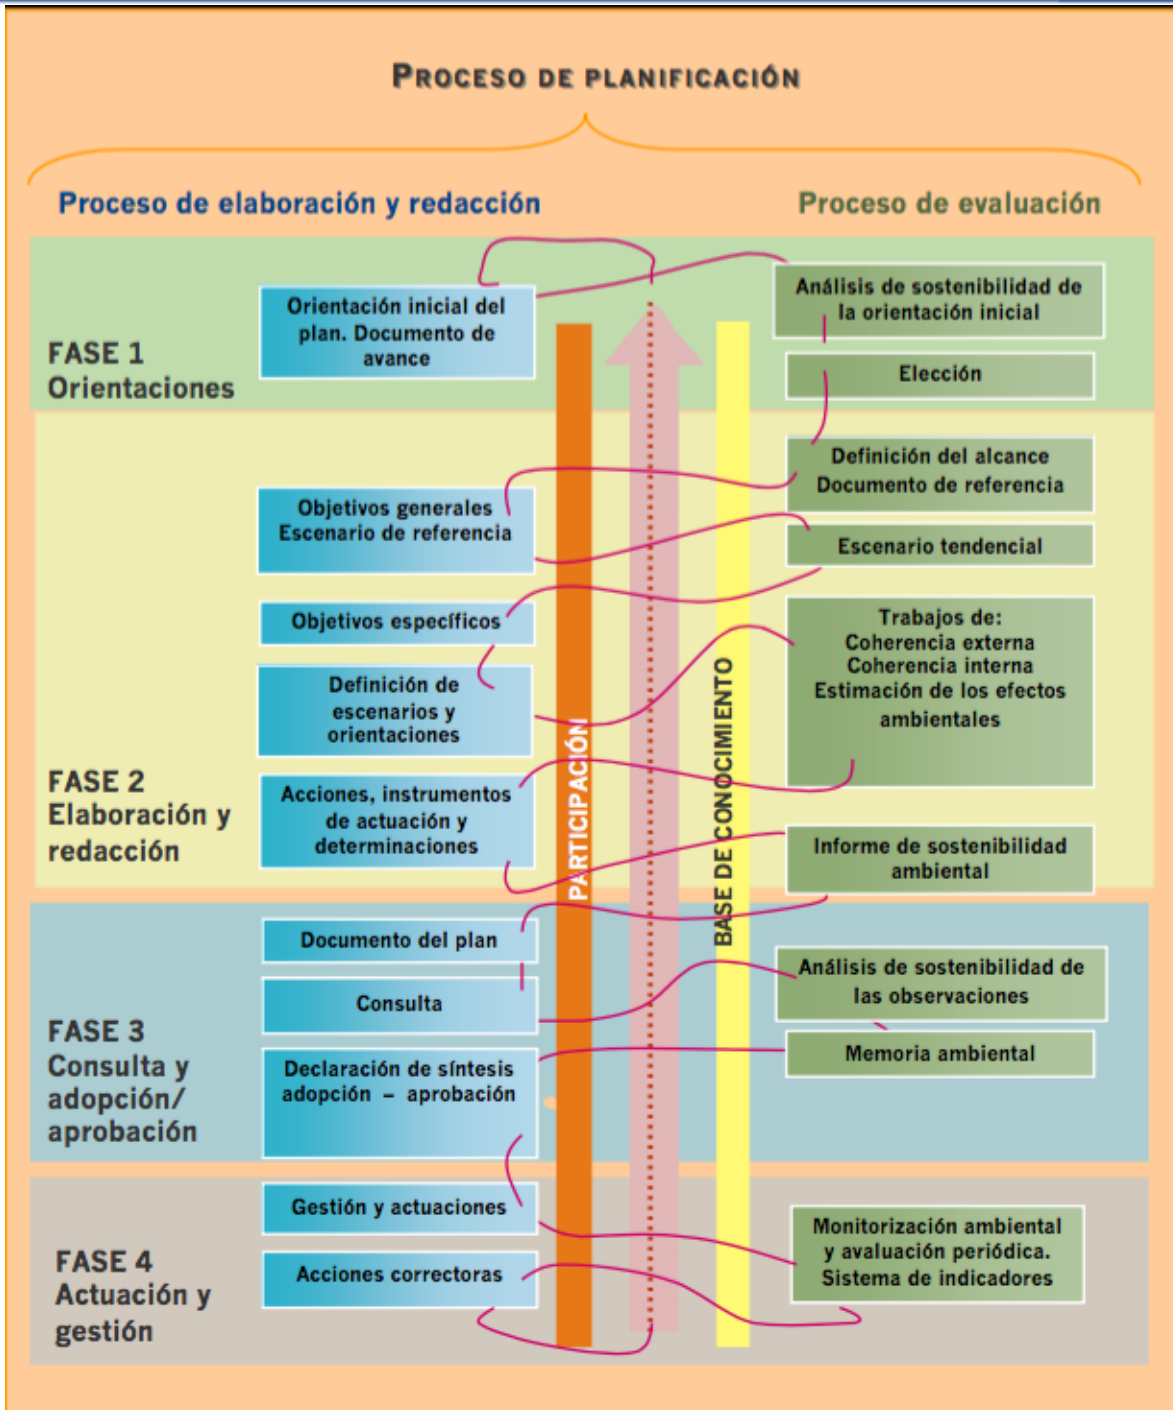 PROCESO DE PLANIFICACIÓN
Proceso de elaboración y redacción
Proceso de evaluación
FASE 1
Orientaciones
Orientación inicial del
plan. Documento de
avance
Análisis de sostenibilidad de
la orientación inicial
Elección
FASE 2
Elaboración y
redacción
Objetivos generales
Escenario de referencia
Objetivos específicos
Definición de
escenarios y
orientaciones
Acciones, instrumentos
de actuación y
determinaciones
PARTICIPACIÓN
BASE DE CONOCIMIENTO
Definición del alcance
Documento de referencia
Escenario tendencial
Trabajos de:
Coherencia externa
Coherencia interna
Estimación de los efectos
ambientales
Informe de sostenibilidad
ambiental
FASE 3
Consulta y
adopción/
aprobación
Documento del plan
Consulta
Declaración de síntesis
adopción – aprobación
Análisis de sostenibilidad de
las observaciones
Memoria ambiental
FASE 4
Actuación y
gestión
Gestión y actuaciones
Acciones correctoras
Monitorización ambiental
y avaluación periódica.
Sistema de indicadores